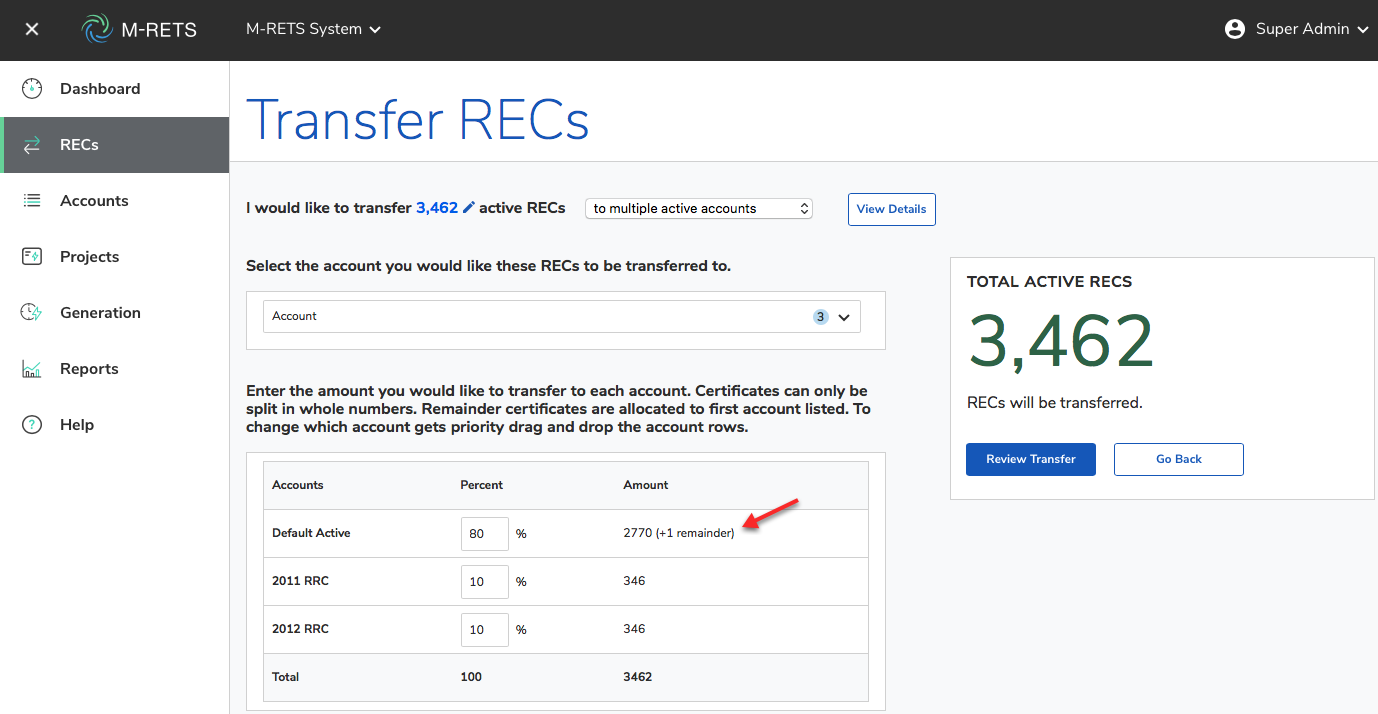 M-RETS
M-RETS System
Super Admin
Dashboard
RECs
Accounts
Projects
Generation
Reports
? Help
Transfer RECs
I would like to transfer 3,462 active RECs
to multiple active accounts
View Details
Select the account you would like these RECs to be transferred to.
Account 3
Enter the amount you would like to transfer to each account. Certificates can only be
split in whole numbers. Remainder certificates are allocated to first account listed. To
change which account gets priority drag and drop the account rows.
Accounts Percent Amount
Default Active 80 % 2770 (+1 remainder)
2011 RRC 10 % 346
2012 RRC 10 % 346
Total 100 3462
TOTAL ACTIVE RECS
3,462
RECs will be transferred.
Review Transfer
Go Back